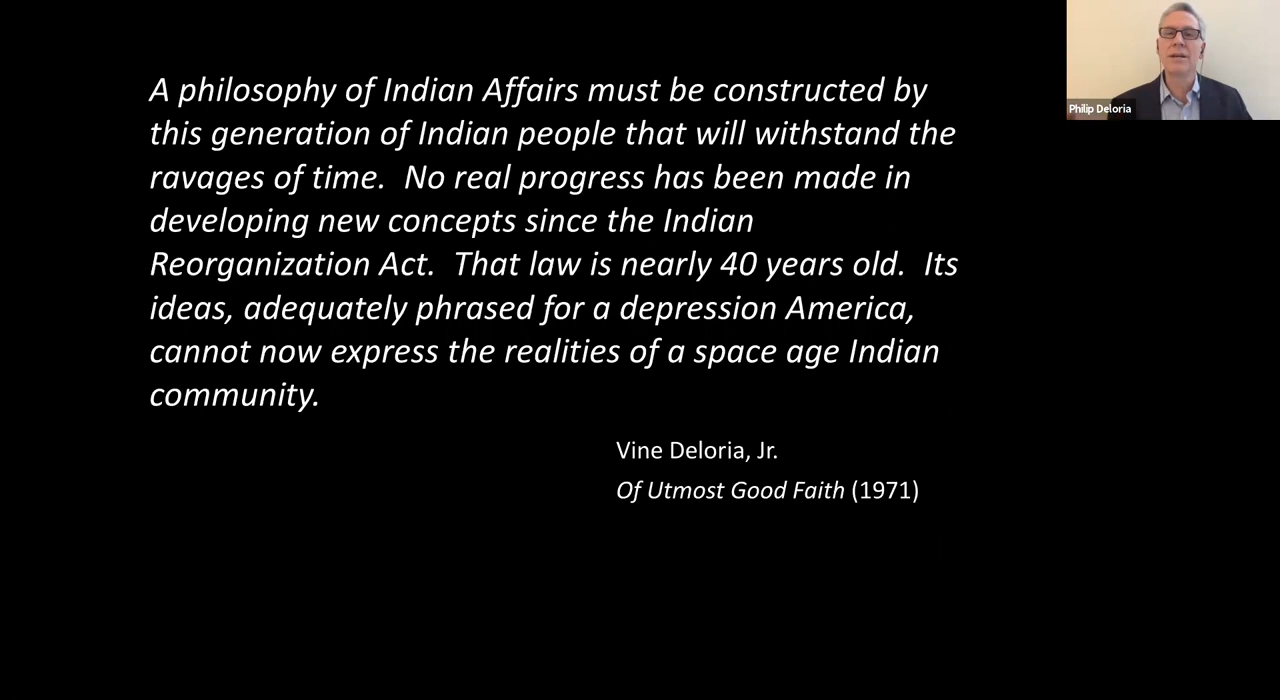 A philosophy of Indian Affairs must be constructed by
this generation of Indian people that will withstand the
ravages of time.  No real progress has been made in
developing new concepts since the Indian
Reorganization Act.  That law is nearly 40 years old.  Its
ideas, adequately phrased for a depression America,
cannot now express the realities of a space age Indian
community.
Vine Deloria, Jr.
Of Utmost Good Faith (1971)
Philip Deloria